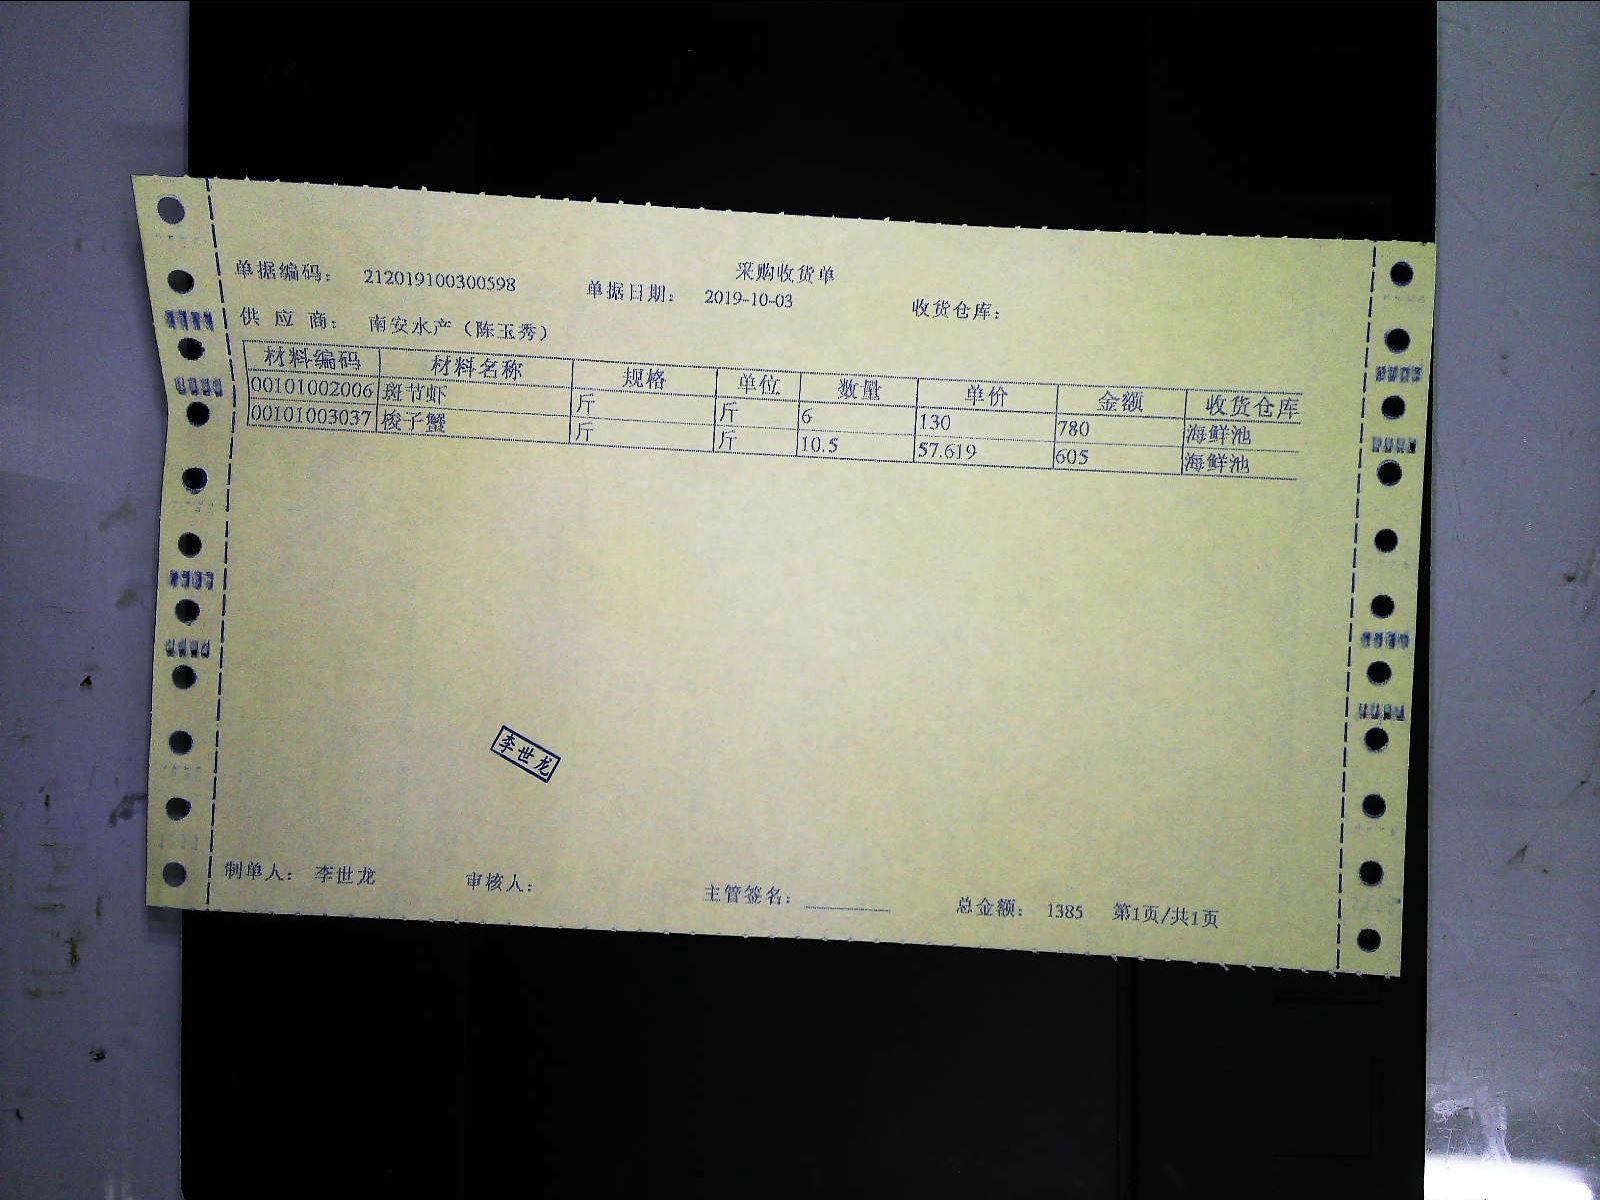 采购收货单
单据编码： 212019100300598 单据日期： 2019-10-03 收货仓库：
供 应 商： 南安水产（陈玉秀）
材料编码 材料名称 规格 单位 数量 单价 金额 收货仓库
00101002006 斑节虾 斤 斤 6 130 780 海鲜池
00101003037 梭子蟹 斤 斤 10.5 57.619 605 海鲜池
李世龙
制单人： 李世龙 审核人： 主管签名： 总金额： 1385 第1页/共1页